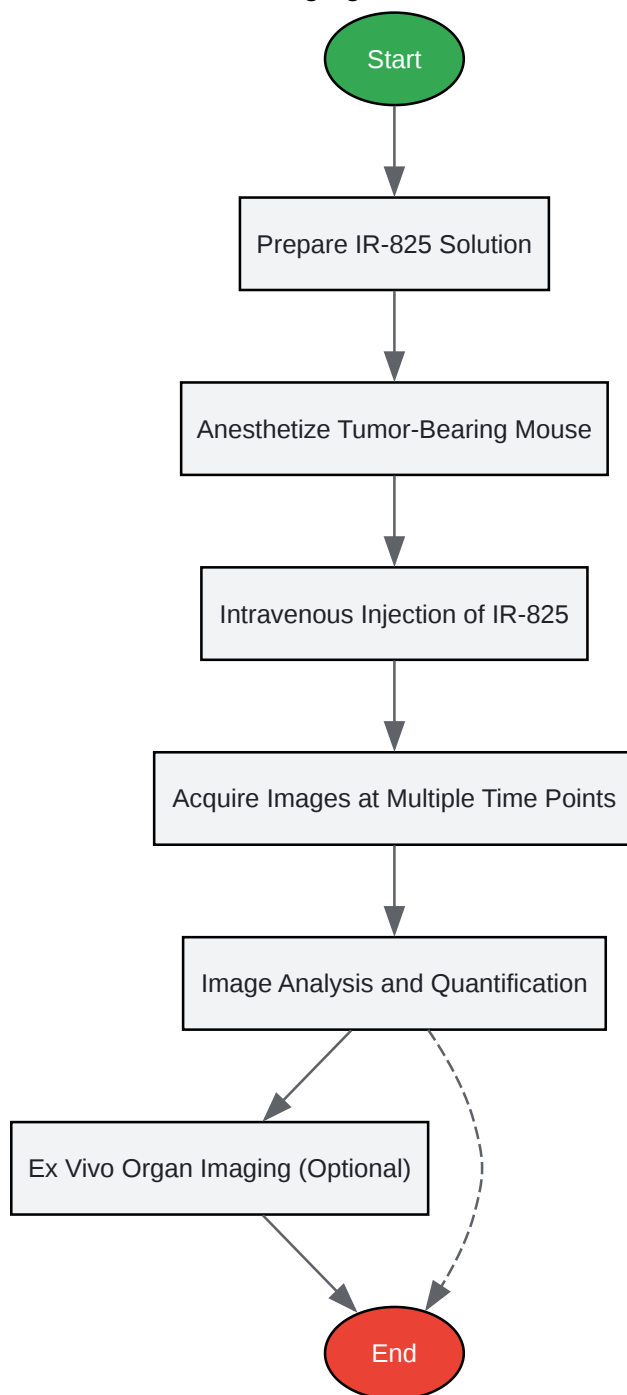 Start
Prepare IR-825 Solution
Anesthetize Tumor-Bearing Mouse
Intravenous Injection of IR-825
Acquire Images at Multiple Time Points
Image Analysis and Quantification
Ex Vivo Organ Imaging (Optional)
End